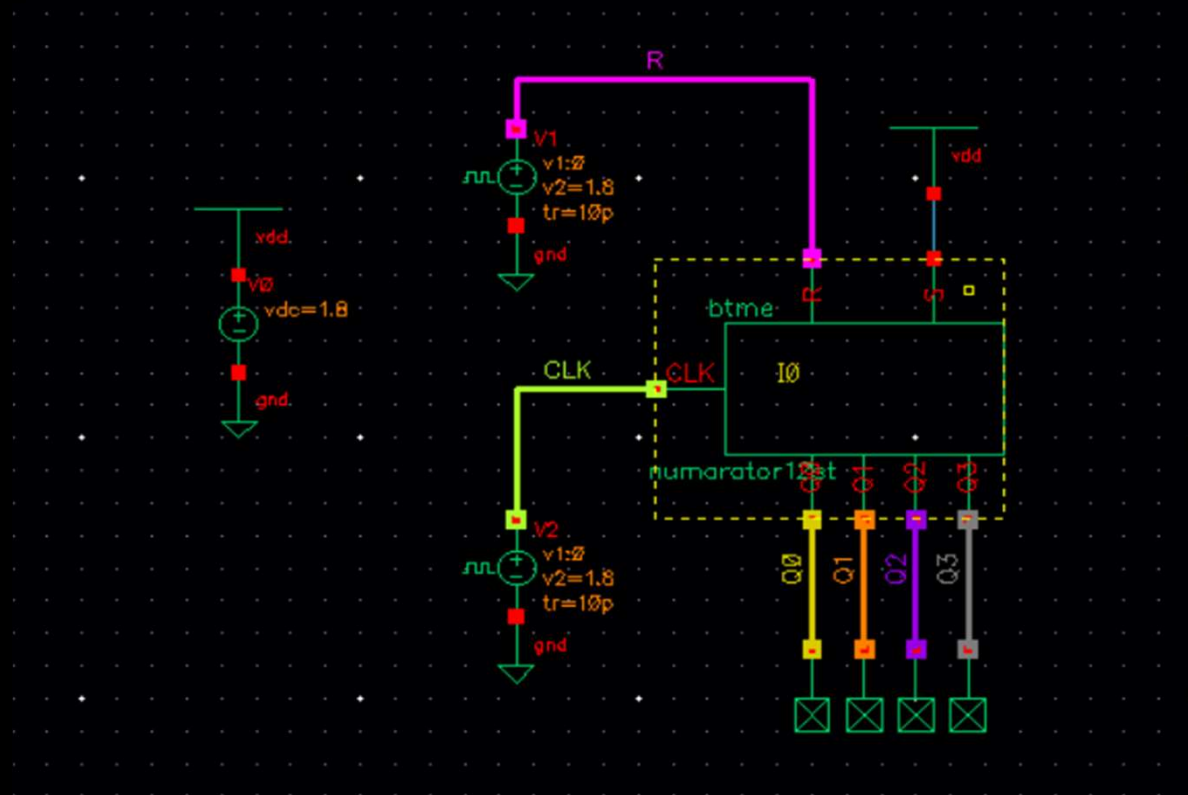 R
V1
v1:0
v2=1.8
tr=10p
gnd
vdd
vdd
V0
vdc=1.8
gnd
R
S
btme
CLK
CLK
I0
Q1
Q2
Q3
V2
v1:0
v2=1.8
tr=10p
gnd
Q0
Q1
Q2
Q3